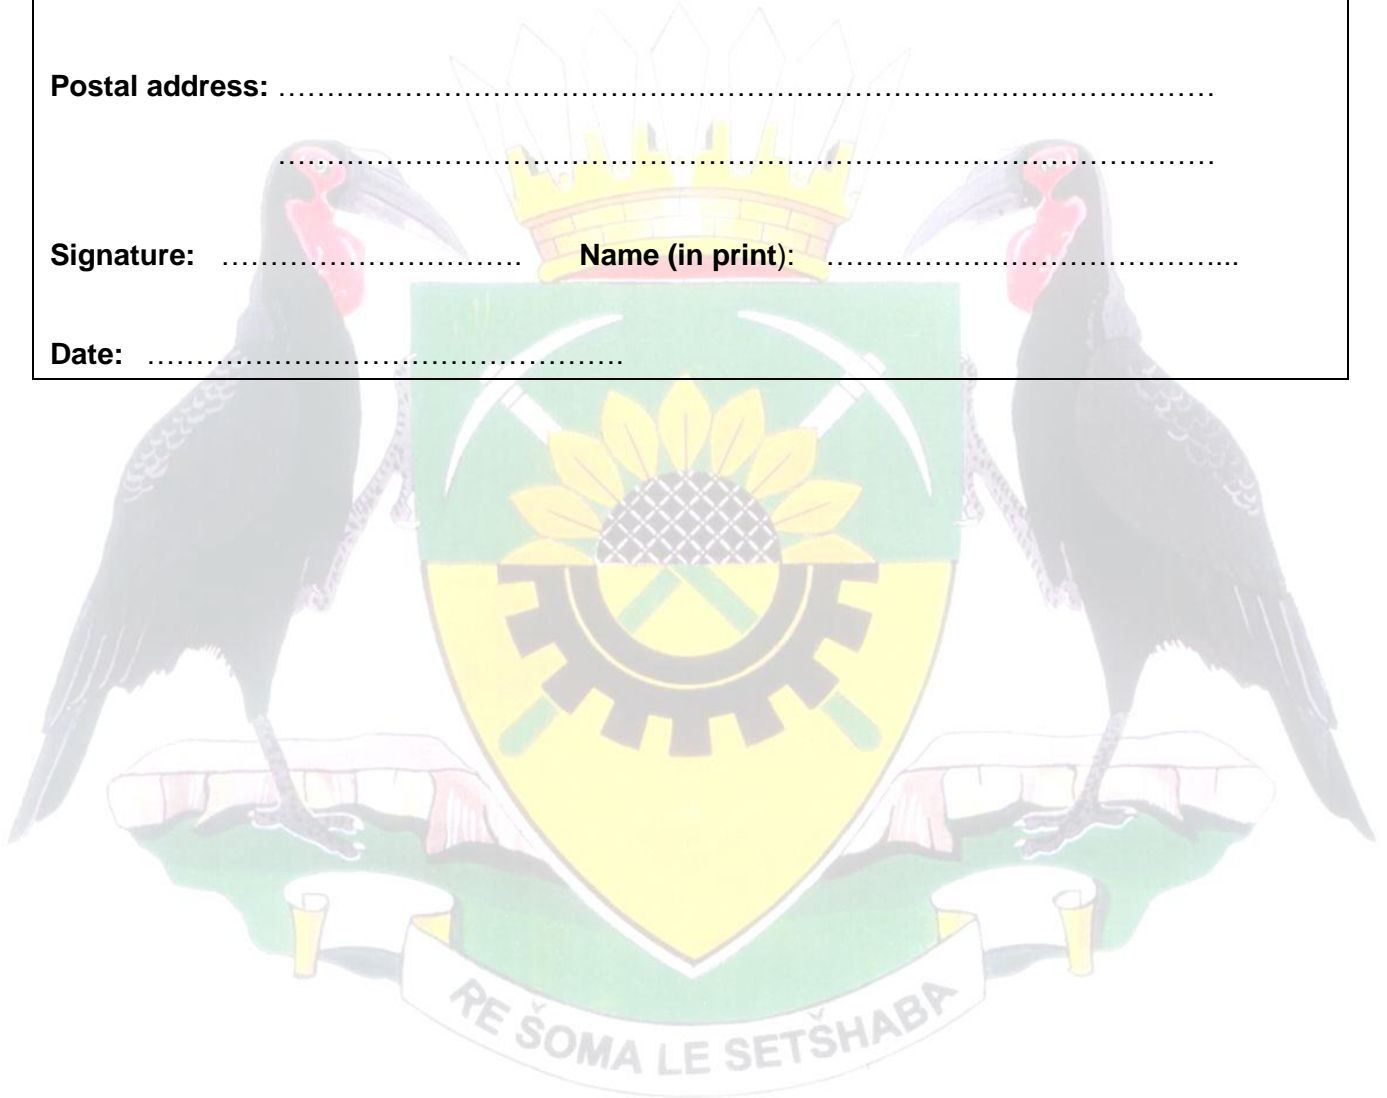 Postal address: ……………………………………………………………………………………
……………………………………………………………………………………
Signature: …………………………. Name (in print): …………………………………...
Date: ………………………………………….
RE ŠOMA LE SETŠHABA